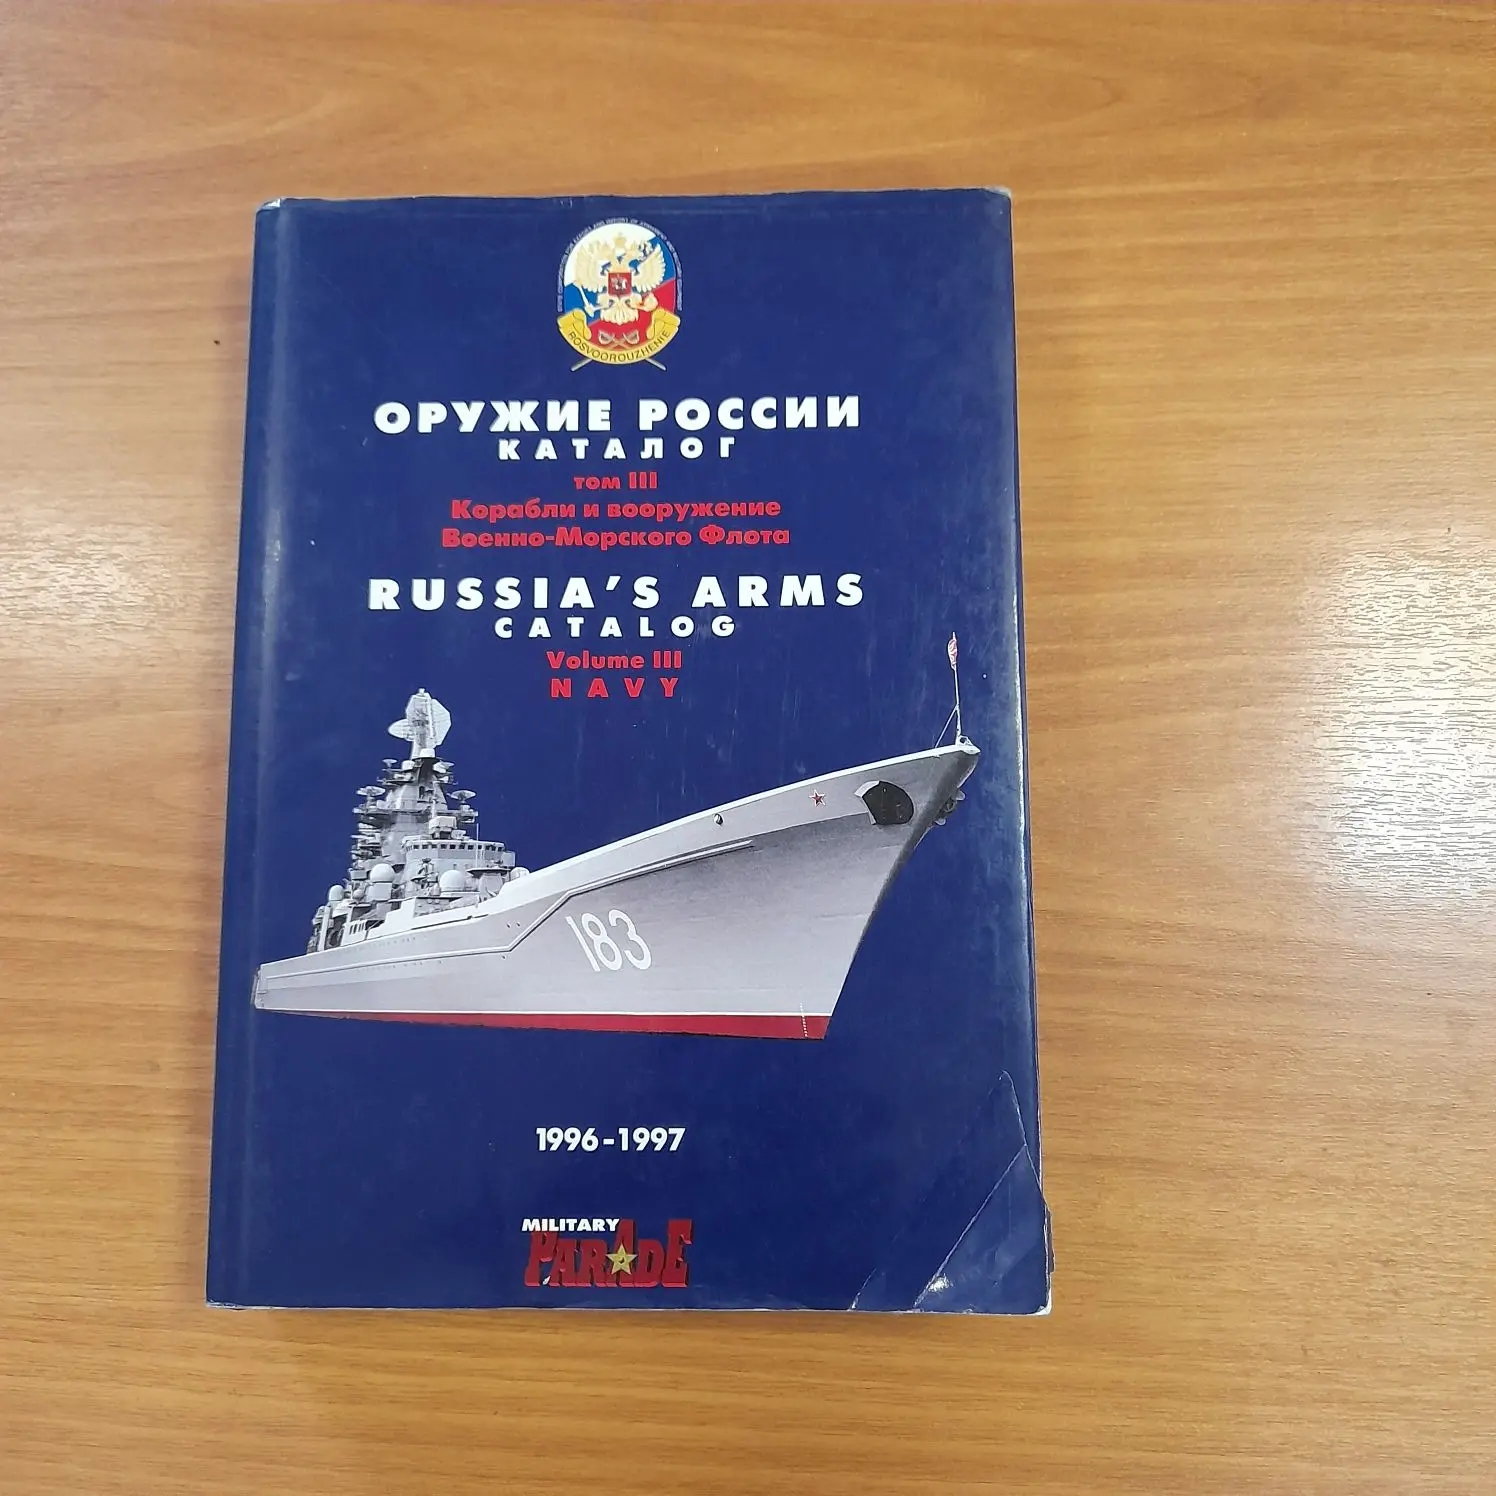 ROSVOOROUZHENIE
ОРУЖИЕ РОССИИ
КАТАЛОГ
том III
Корабли и вооружение
Военно-Морского Флота
RUSSIA'S ARMS
CATALOG
Volume III
NAVY
183
1996-1997
MILITARY
PARADE